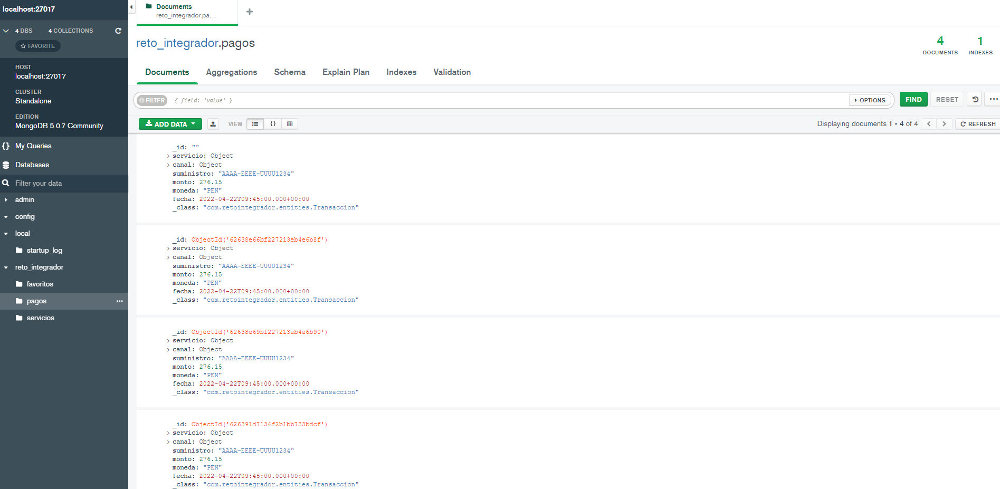 localhost:27017
4 DBS 4 COLLECTIONS
FAVORITE
HOST
localhost:27017
CLUSTER
Standalone
EDITION
MongoDB 5.0.7 Community
My Queries
Databases
Filter your data
admin
config
local
startup_log
reto_integrador
favoritos
pagos
servicios
Documents
reto_integrador.pa...
reto_integrador.pagos
4
DOCUMENTS
1
INDEXES
Documents Aggregations Schema Explain Plan Indexes Validation
FILTER { field: 'value' } OPTIONS FIND RESET
ADD DATA VIEW {} Displaying documents 1 - 4 of 4 REFRESH
_id: ""
servicio: Object
canal: Object
suministro: "AAAA-EEEE-UUUU1234"
monto: 276.15
moneda: "PEN"
fecha: 2022-04-22T09:45:00.000+00:00
_class: "com.retointegrador.entities.Transaccion"
_id: ObjectId('62638e66bf227213eb4e6b8f')
servicio: Object
canal: Object
suministro: "AAAA-EEEE-UUUU1234"
monto: 276.15
moneda: "PEN"
fecha: 2022-04-22T09:45:00.000+00:00
_class: "com.retointegrador.entities.Transaccion"
_id: ObjectId('62638e69bf227213eb4e6b90')
servicio: Object
canal: Object
suministro: "AAAA-EEEE-UUUU1234"
monto: 276.15
moneda: "PEN"
fecha: 2022-04-22T09:45:00.000+00:00
_class: "com.retointegrador.entities.Transaccion"
_id: ObjectId('626391d7134f2b1bb733bdcf')
servicio: Object
canal: Object
suministro: "AAAA-EEEE-UUUU1234"
monto: 276.15
moneda: "PEN"
fecha: 2022-04-22T09:45:00.000+00:00
_class: "com.retointegrador.entities.Transaccion"